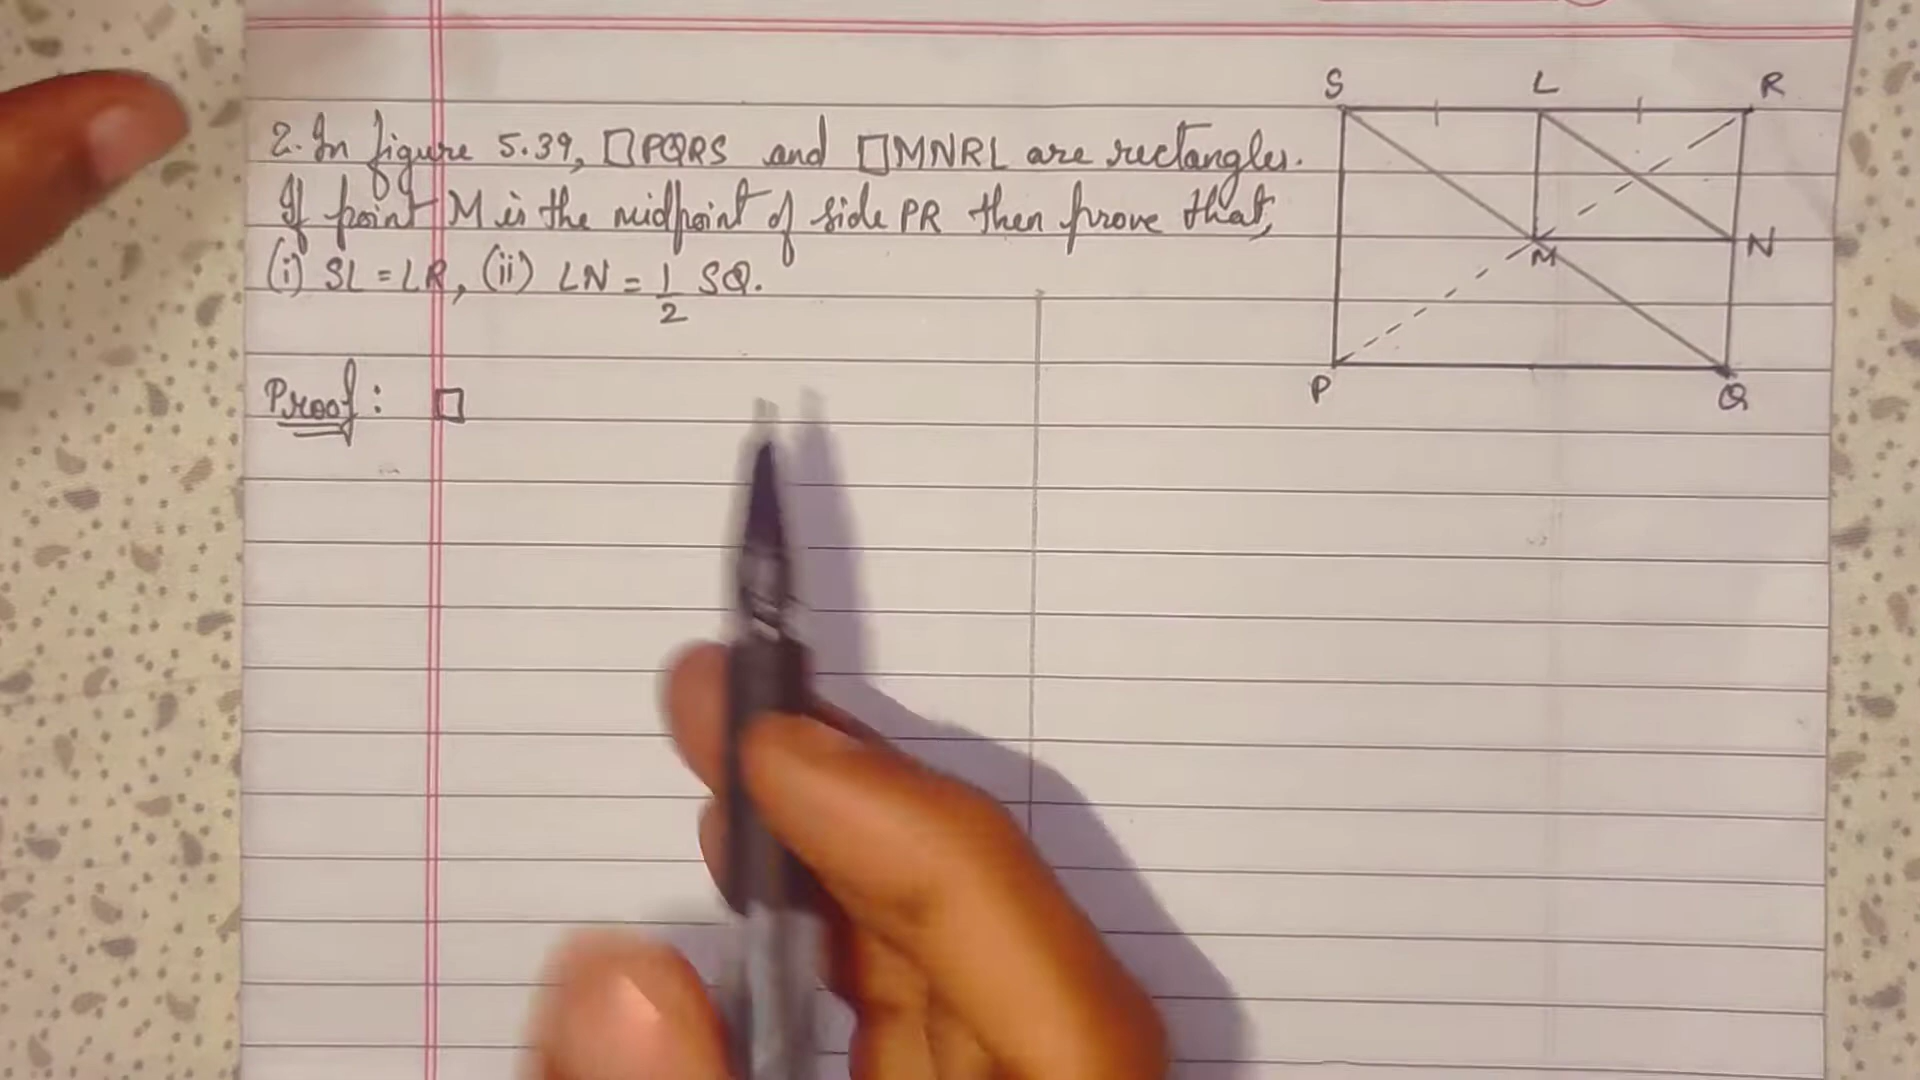 S L R
2. In figure 5.39, □PQRS and □MNRL are rectangles.
If point M is the midpoint of side PR then prove that,
M N
(i) SL = LR, (ii) LN = 1/2 SQ.
P Q
Proof : □